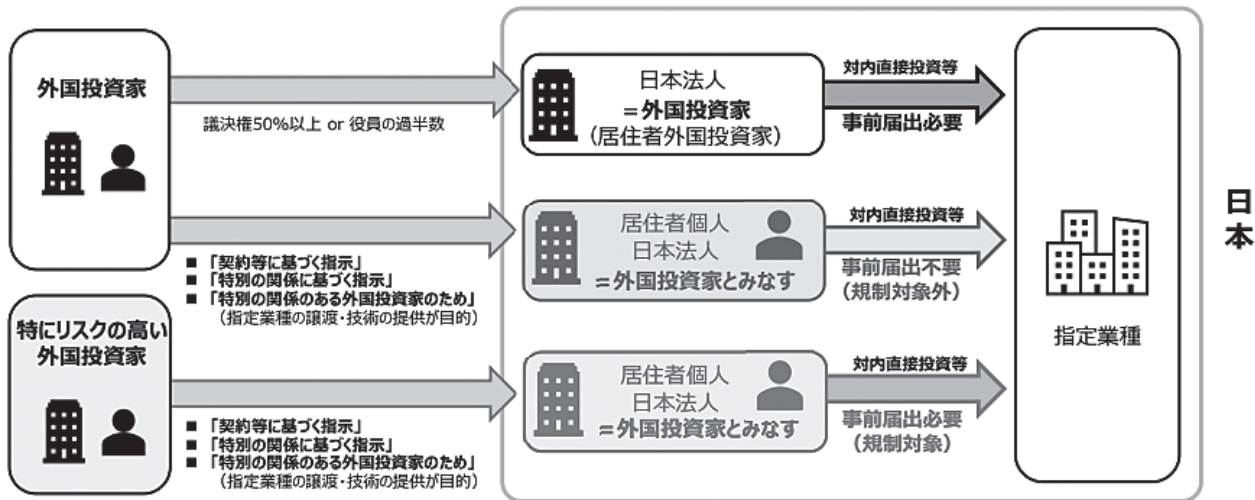 外国投資家
議決権50%以上 or 役員の過半数
日本法人
=外国投資家
(居住者外国投資家)
対内直接投資等
事前届出必要
■ 「契約等に基づく指示」
■ 「特別の関係に基づく指示」
■ 「特別の関係のある外国投資家のため」
(指定業種の譲渡・技術の提供が目的)
居住者個人
日本法人
=外国投資家とみなす
対内直接投資等
事前届出不要
(規制対象外)
特にリスクの高い
外国投資家
■ 「契約等に基づく指示」
■ 「特別の関係に基づく指示」
■ 「特別の関係のある外国投資家のため」
(指定業種の譲渡・技術の提供が目的)
居住者個人
日本法人
=外国投資家とみなす
対内直接投資等
事前届出必要
(規制対象)
指定業種
日本